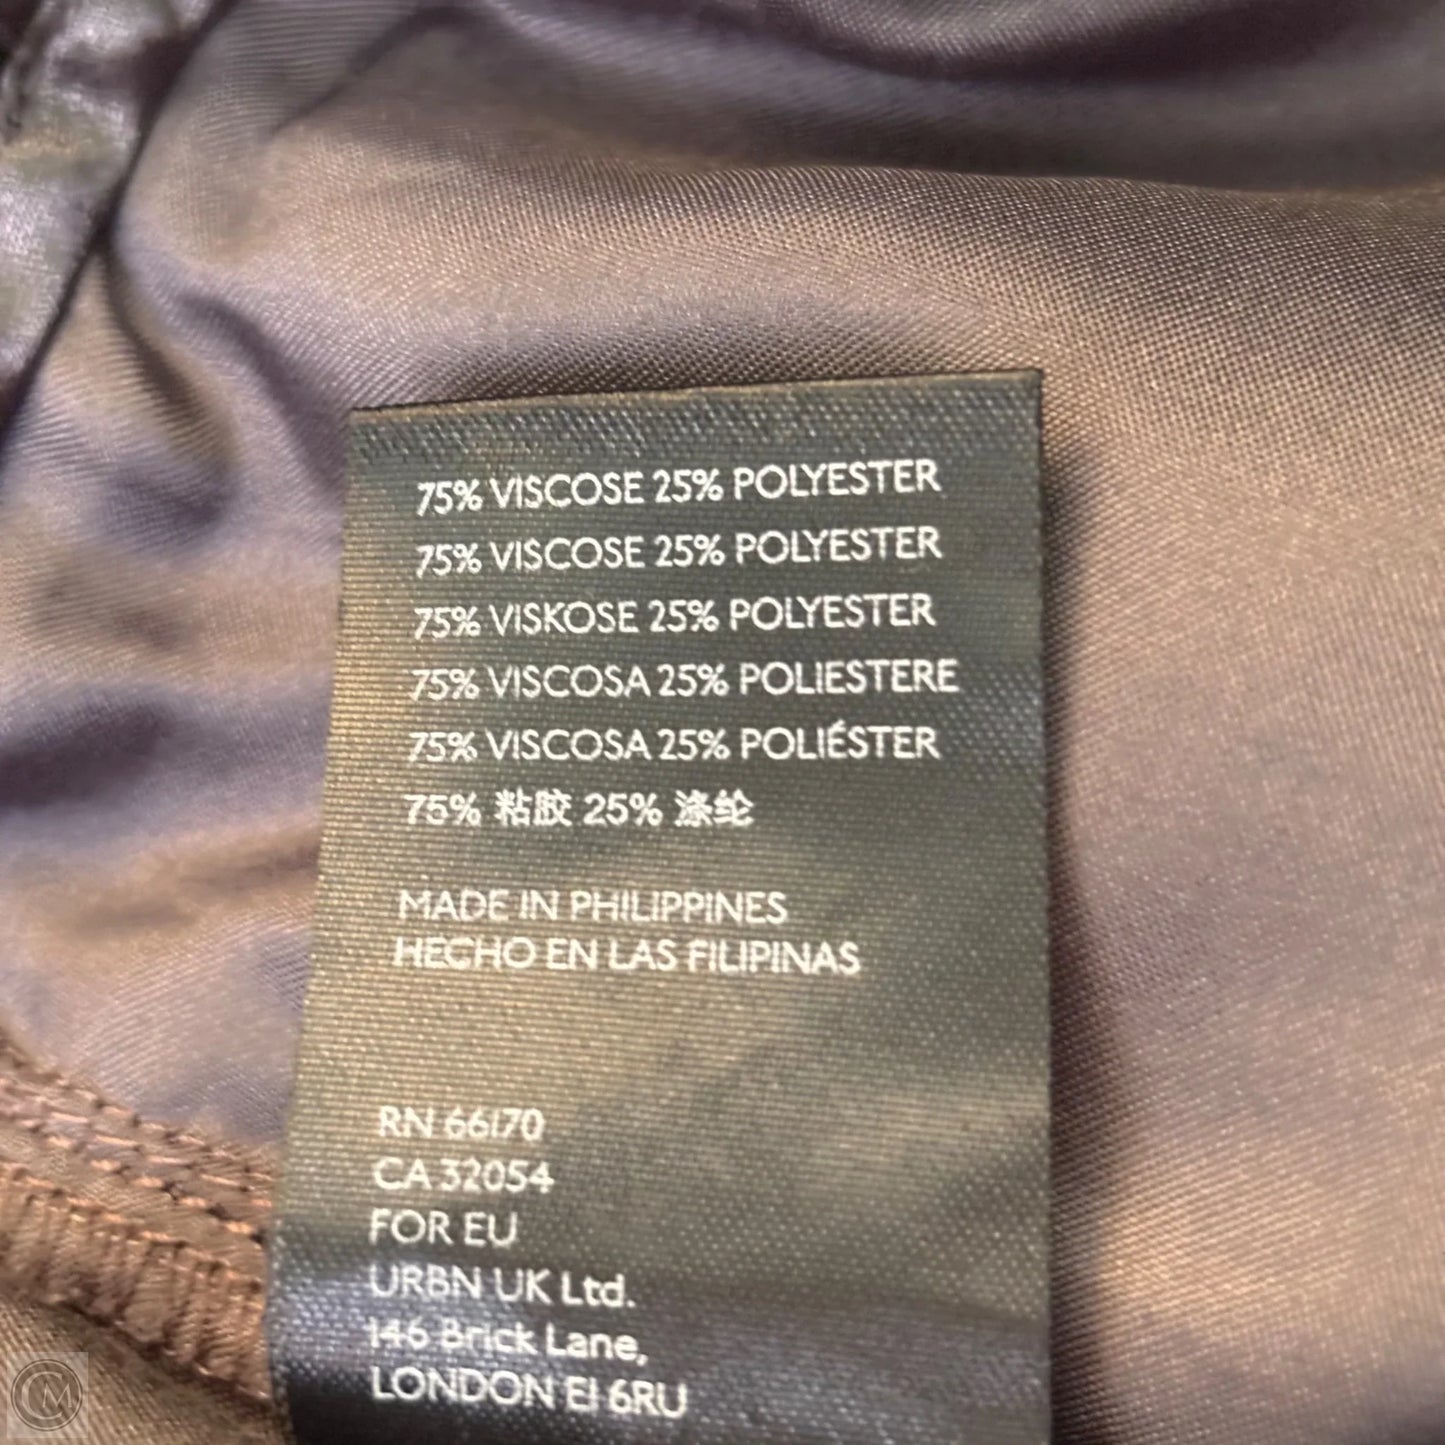 75% VISCOSE 25% POLYESTER
75% VISCOSE 25% POLYESTER
75% VISKOSE 25% POLYESTER
75% VISCOSA 25% POLIESTERE
75% VISCOSA 25% POLIÉSTER
75% 粘胶 25% 涤纶
MADE IN PHILIPPINES
HECHO EN LAS FILIPINAS
RN 66170
CA 32054
FOR EU
URBN UK Ltd.
146 Brick Lane,
LONDON E1 6RU
CM